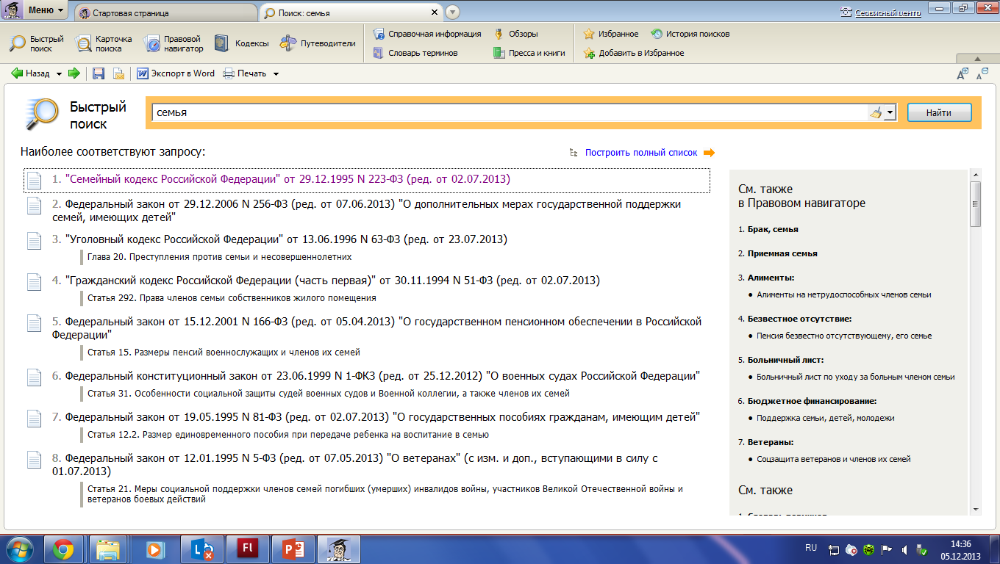 Меню
Стартовая страница
Поиск: семья
Сервисный центр
Быстрый поиск
Карточка поиска
Правовой навигатор
Кодексы
Путеводители
Справочная информация
Словарь терминов
Обзоры
Пресса и книги
Избранное
История поисков
Добавить в Избранное
Назад
Экспорт в Word
Печать
Быстрый
поиск
семья
Найти
Наиболее соответствуют запросу:
Построить полный список
1. "Семейный кодекс Российской Федерации" от 29.12.1995 N 223-ФЗ (ред. от 02.07.2013)
2. Федеральный закон от 29.12.2006 N 256-ФЗ (ред. от 07.06.2013) "О дополнительных мерах государственной поддержки
семей, имеющих детей"
3. "Уголовный кодекс Российской Федерации" от 13.06.1996 N 63-ФЗ (ред. от 23.07.2013)
Глава 20. Преступления против семьи и несовершеннолетних
4. "Гражданский кодекс Российской Федерации (часть первая)" от 30.11.1994 N 51-ФЗ (ред. от 02.07.2013)
Статья 292. Права членов семьи собственников жилого помещения
5. Федеральный закон от 15.12.2001 N 166-ФЗ (ред. от 05.04.2013) "О государственном пенсионном обеспечении в Российской
Федерации"
Статья 15. Размеры пенсий военнослужащих и членов их семей
6. Федеральный конституционный закон от 23.06.1999 N 1-ФКЗ (ред. от 25.12.2012) "О военных судах Российской Федерации"
Статья 31. Особенности социальной защиты судей военных судов и Военной коллегии, а также членов их семей
7. Федеральный закон от 19.05.1995 N 81-ФЗ (ред. от 02.07.2013) "О государственных пособиях гражданам, имеющим детей"
Статья 12.2. Размер единовременного пособия при передаче ребенка на воспитание в семью
8. Федеральный закон от 12.01.1995 N 5-ФЗ (ред. от 07.05.2013) "О ветеранах" (с изм. и доп., вступающими в силу с
01.07.2013)
Статья 21. Меры социальной поддержки членов семей погибших (умерших) инвалидов войны, участников Великой Отечественной войны и
ветеранов боевых действий
См. также
в Правовом навигаторе
1. Брак, семья
2. Приемная семья
3. Алименты:
• Алименты на нетрудоспособных членов семьи
4. Безвестное отсутствие:
• Пенсия безвестно отсутствующему, его семье
5. Больничный лист:
• Больничный лист по уходу за больным членом семьи
6. Бюджетное финансирование:
• Поддержка семьи, детей, молодежи
7. Ветераны:
• Соцзащита ветеранов и членов их семей
См. также
RU
14:36
05.12.2013